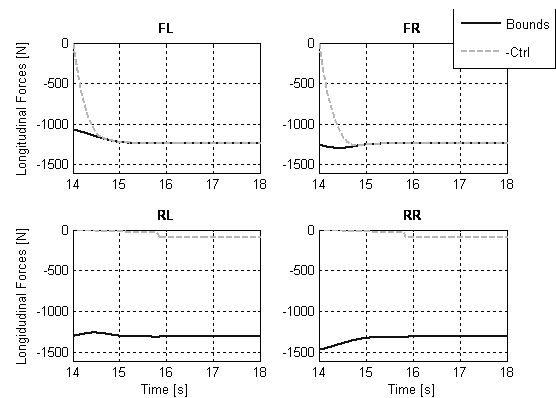 FL
FR
Bounds
-Ctrl
Longitudinal Forces [N]
0
-500
-1000
-1500
14 15 16 17 18
0
-500
-1000
-1500
14 15 16 17 18
RL
RR
Longidudinal Forces [N]
0
-500
-1000
-1500
14 15 16 17 18
Time [s]
0
-500
-1000
-1500
14 15 16 17 18
Time [s]